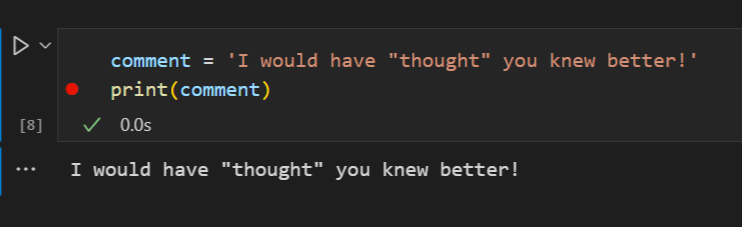 comment = 'I would have "thought" you knew better!'
print(comment)
[8] 0.0s
I would have "thought" you knew better!